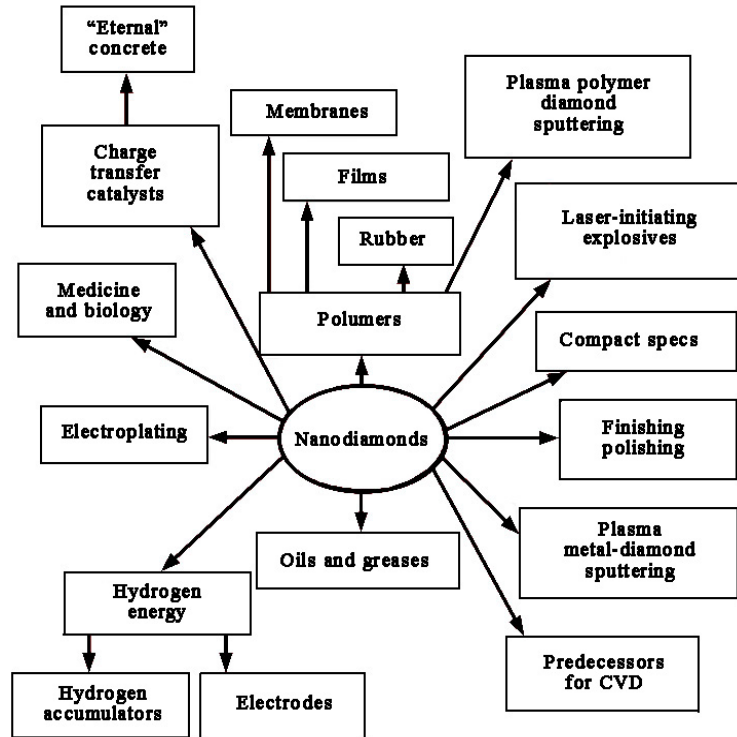 “Eternal”
concrete
Charge
transfer
catalysts
Membranes
Films
Rubber
Plasma polymer
diamond
sputtering
Laser-initiating
explosives
Medicine
and biology
Polumers
Compact specs
Electroplating
Nanodiamonds
Finishing
polishing
Oils and greases
Plasma
metal-diamond
sputtering
Hydrogen
energy
Predecessors
for CVD
Hydrogen
accumulators
Electrodes